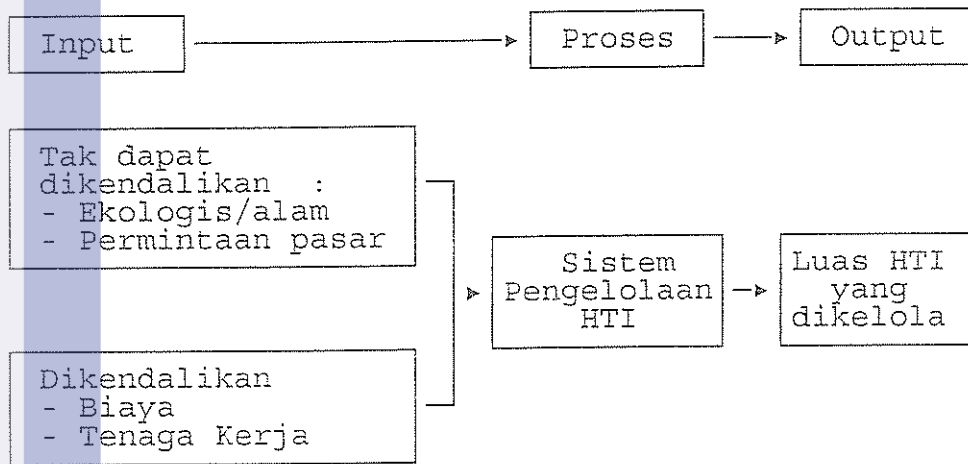 Input
Proses
Output
Tak dapat
dikendalikan :
- Ekologis/alam
- Permintaan pasar
Dikendalikan
- Biaya
- Tenaga Kerja
Sistem
Pengelolaan
HTI
Luas HTI
yang
dikelola